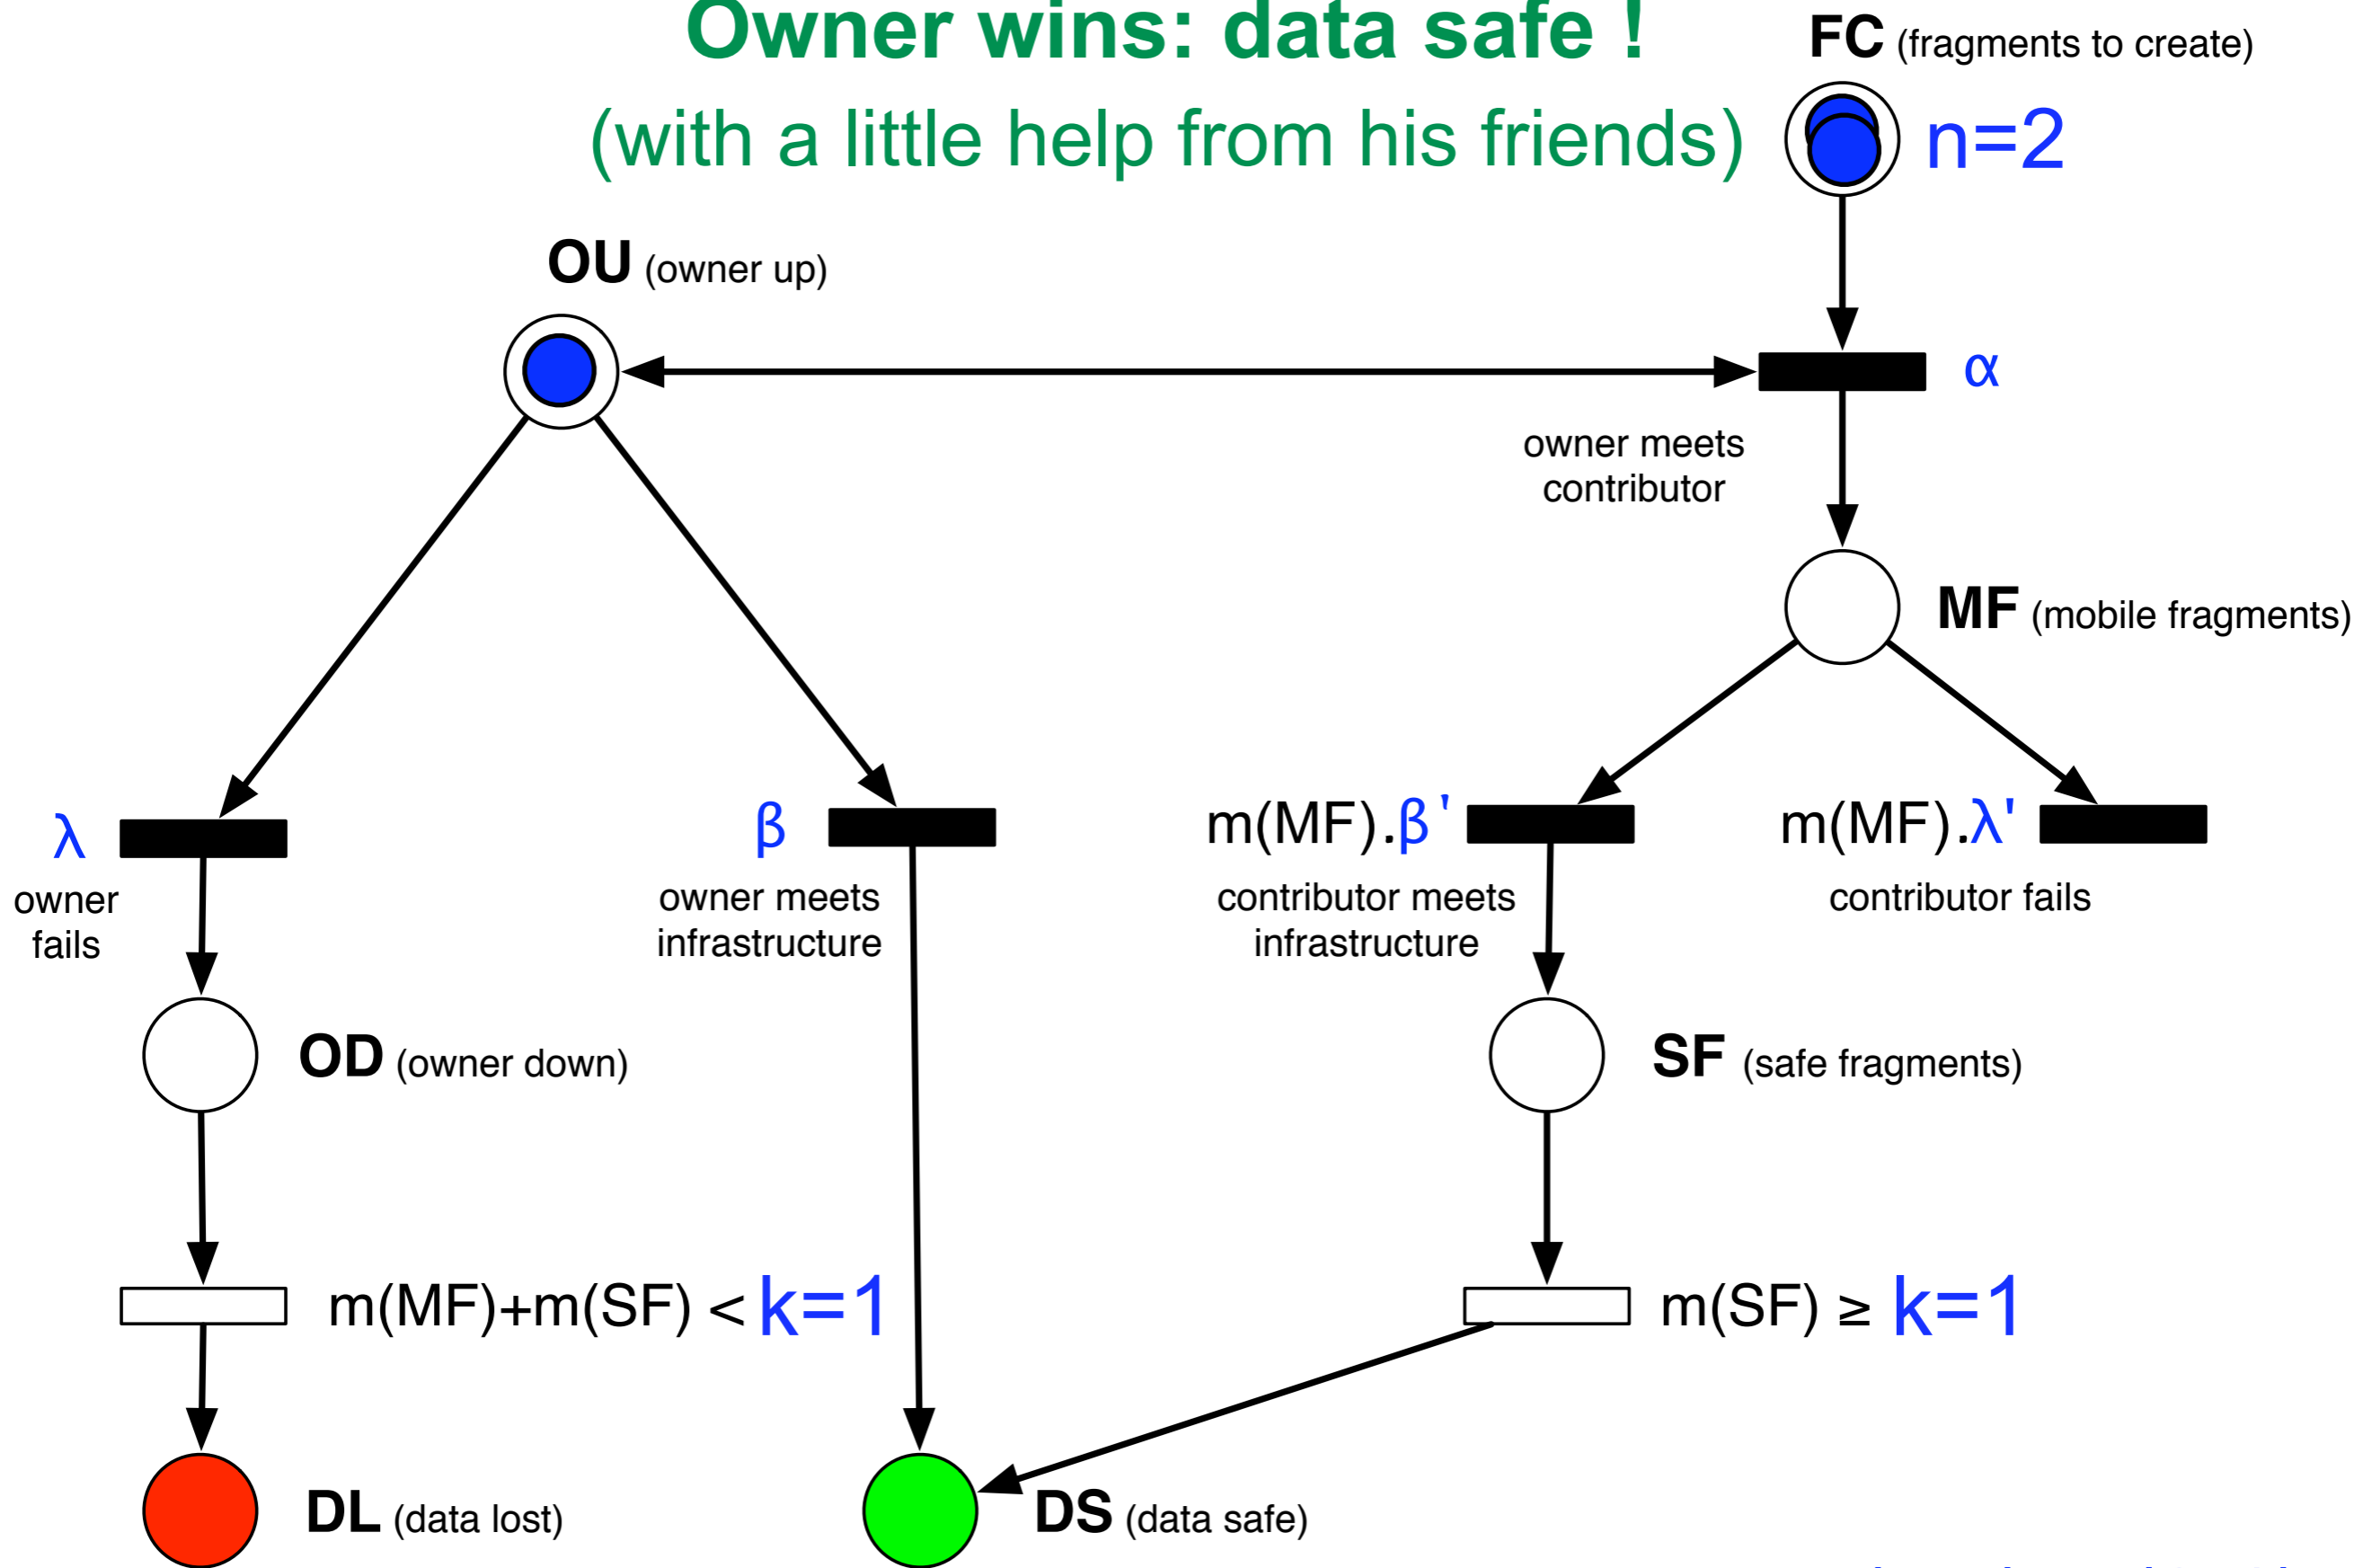 Owner wins: data safe !
(with a little help from his friends)
FC (fragments to create)
n=2
OU (owner up)
α
owner meets
contributor
MF (mobile fragments)
λ
owner
fails
β
owner meets
infrastructure
m(MF).β'
contributor meets
infrastructure
m(MF).λ'
contributor fails
OD (owner down)
SF (safe fragments)
m(MF)+m(SF) < k=1
m(SF) ≥ k=1
DL (data lost)
DS (data safe)